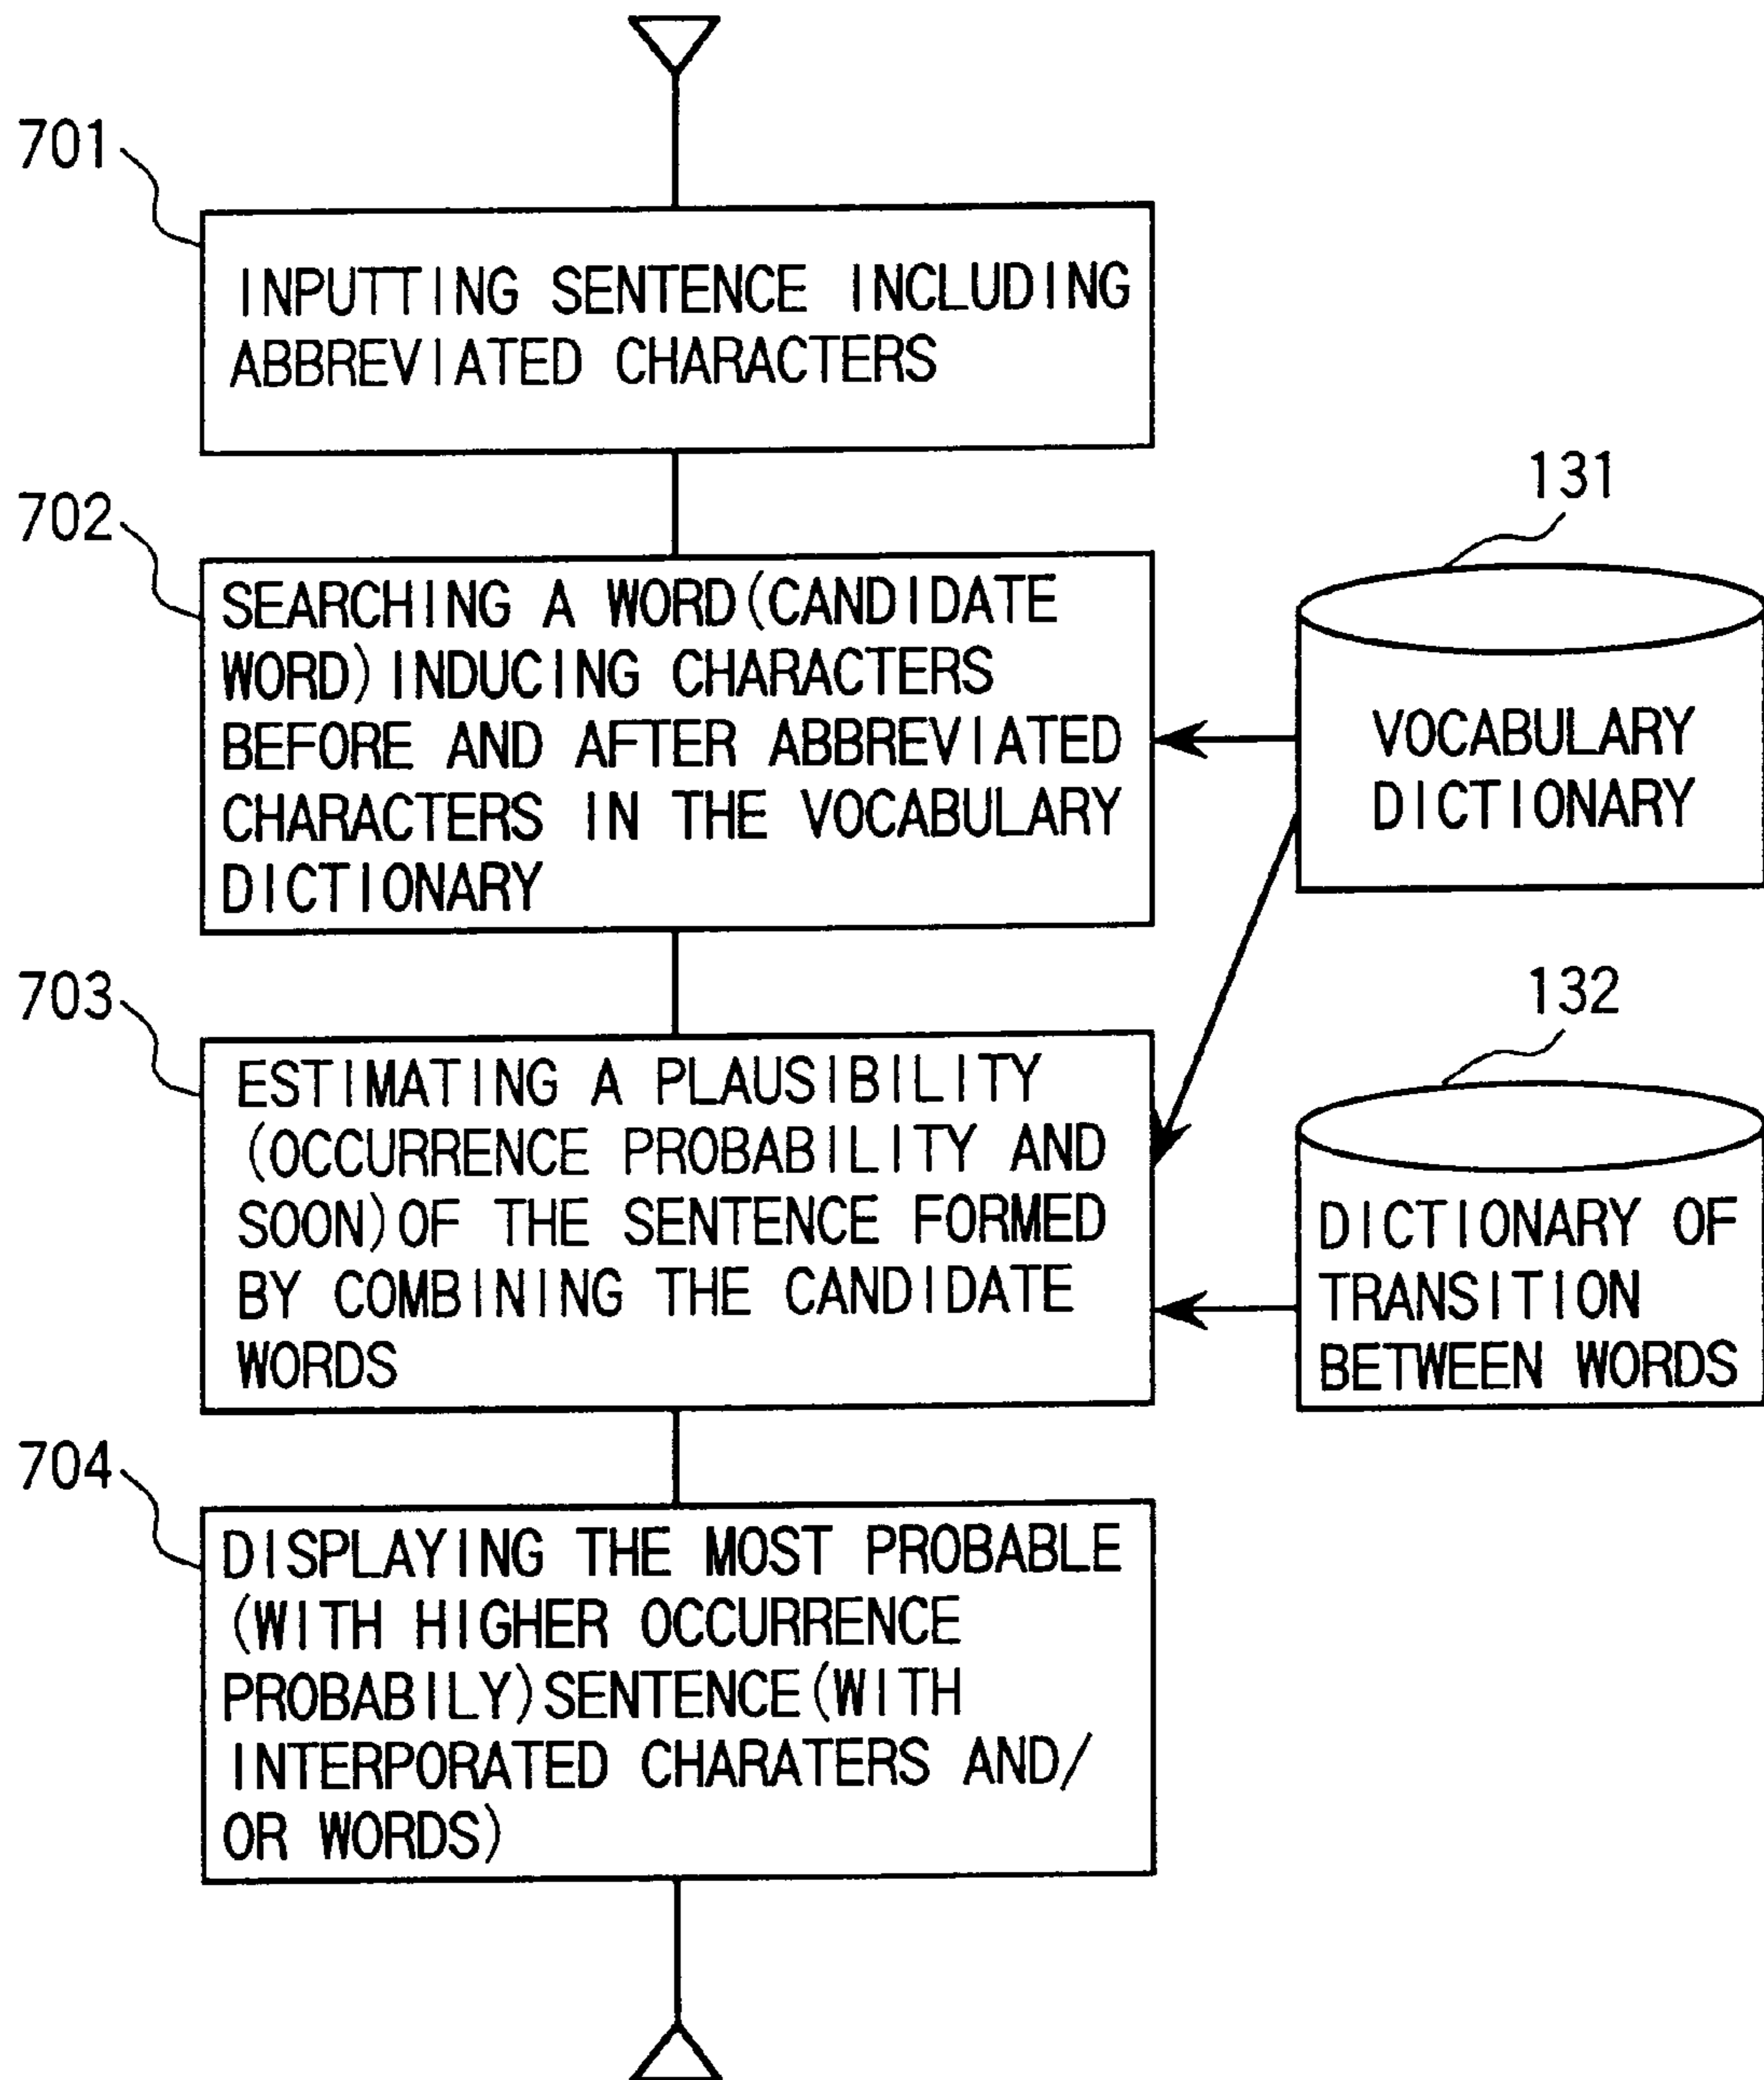 701
INPUTTING SENTENCE INCLUDING
ABBREVIATED CHARACTERS
702
SEARCHING A WORD(CANDIDATE
WORD)INDUCING CHARACTERS
BEFORE AND AFTER ABBREVIATED
CHARACTERS IN THE VOCABULARY
DICTIONARY
131
VOCABULARY
DICTIONARY
703
ESTIMATING A PLAUSIBILITY
(OCCURRENCE PROBABILITY AND
SOON)OF THE SENTENCE FORMED
BY COMBINING THE CANDIDATE
WORDS
132
DICTIONARY OF
TRANSITION
BETWEEN WORDS
704
DISPLAYING THE MOST PROBABLE
(WITH HIGHER OCCURRENCE
PROBABILY)SENTENCE(WITH
INTERPORATED CHARATERS AND/
OR WORDS)